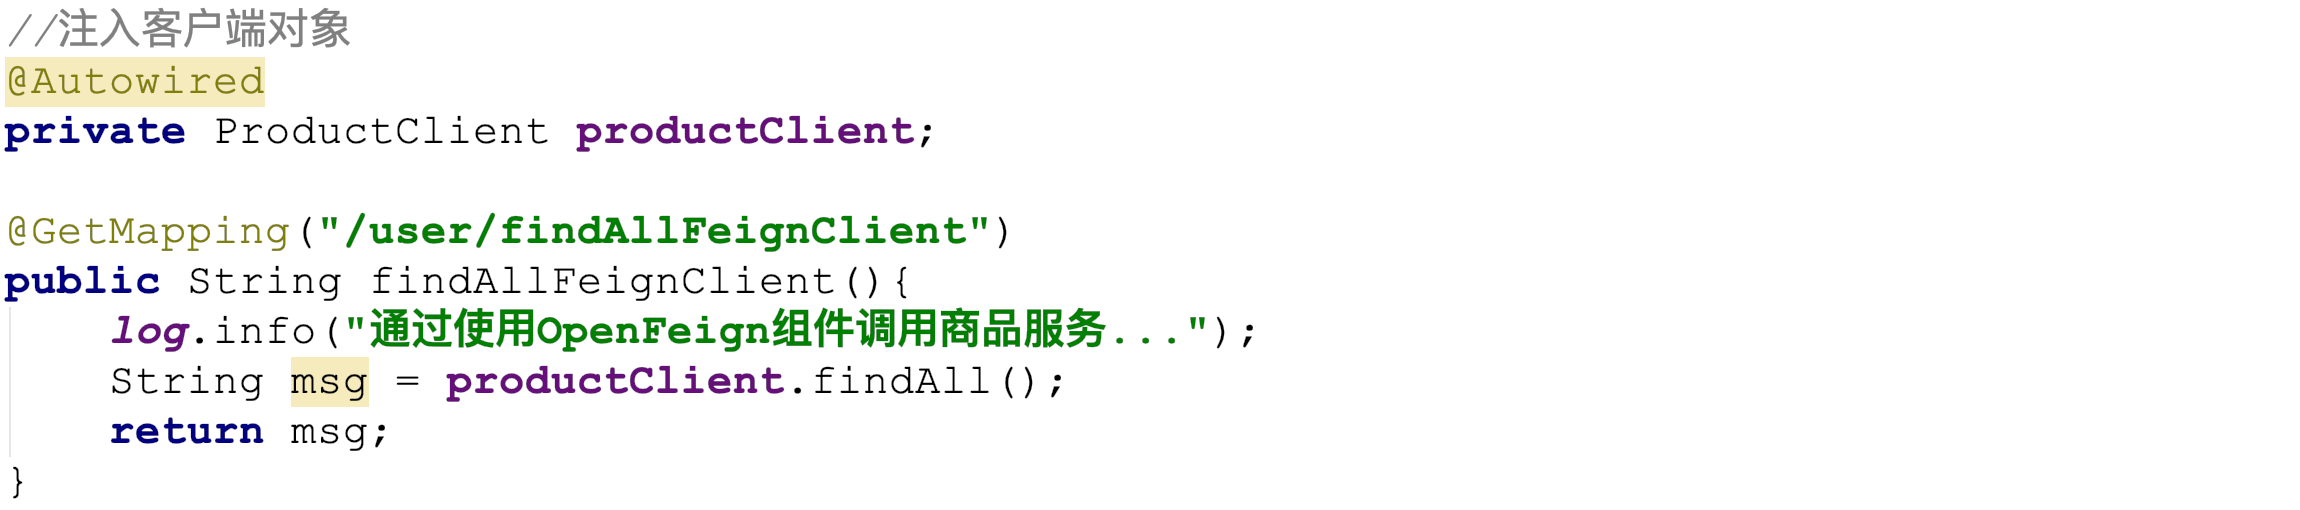 //注入客户端对象
@Autowired
private ProductClient productClient;
@GetMapping("/user/findAllFeignClient")
public String findAllFeignClient(){
log.info("通过使用OpenFeign组件调用商品服务...");
String msg = productClient.findAll();
return msg;
}